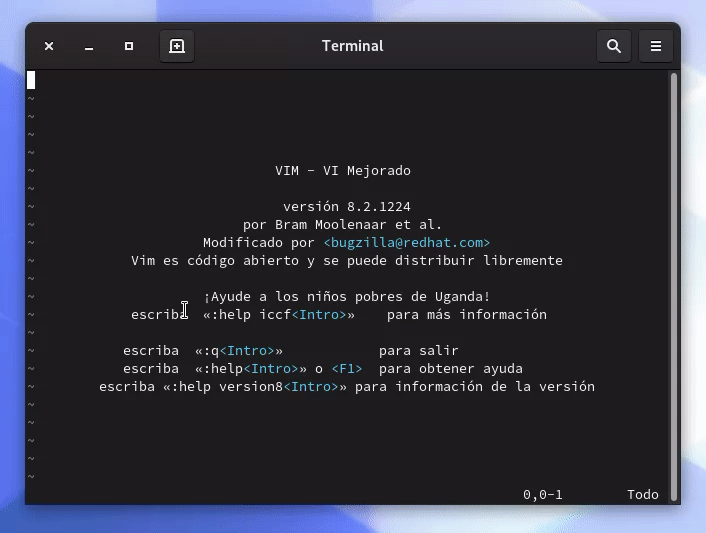 Terminal
~
~
~
~
~ VIM - VI Mejorado
~
~ versión 8.2.1224
~ por Bram Moolenaar et al.
~ Modificado por <bugzilla@redhat.com>
~ Vim es código abierto y se puede distribuir libremente
~
~ ¡Ayude a los niños pobres de Uganda!
~ escriba «:help iccf<Intro>» para más información
~
~ escriba «:q<Intro>» para salir
~ escriba «:help<Intro>» o <F1> para obtener ayuda
~ escriba «:help version8<Intro>» para información de la versión
~
~
~
~
~
0,0-1 Todo